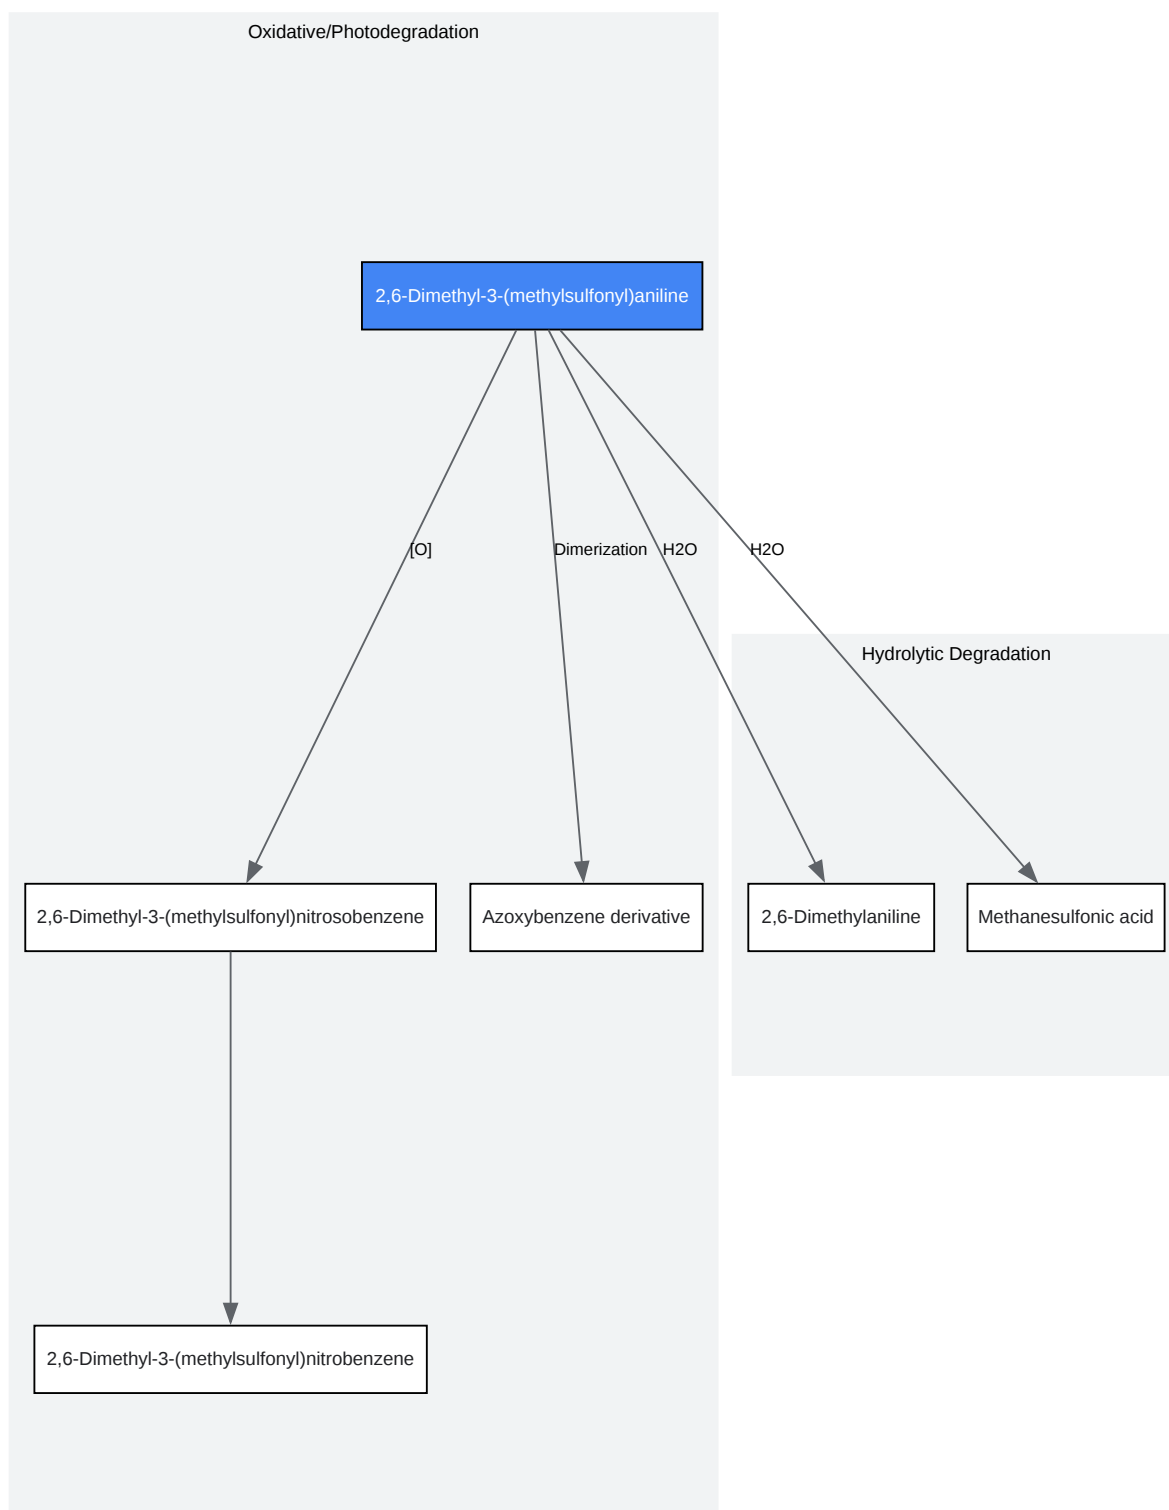 Oxidative/Photodegradation
2,6-Dimethyl-3-(methylsulfonyl)aniline
[O]
Dimerization
H2O
H2O
Hydrolytic Degradation
2,6-Dimethyl-3-(methylsulfonyl)nitrosobenzene
Azoxybenzene derivative
2,6-Dimethylaniline
Methanesulfonic acid
2,6-Dimethyl-3-(methylsulfonyl)nitrobenzene